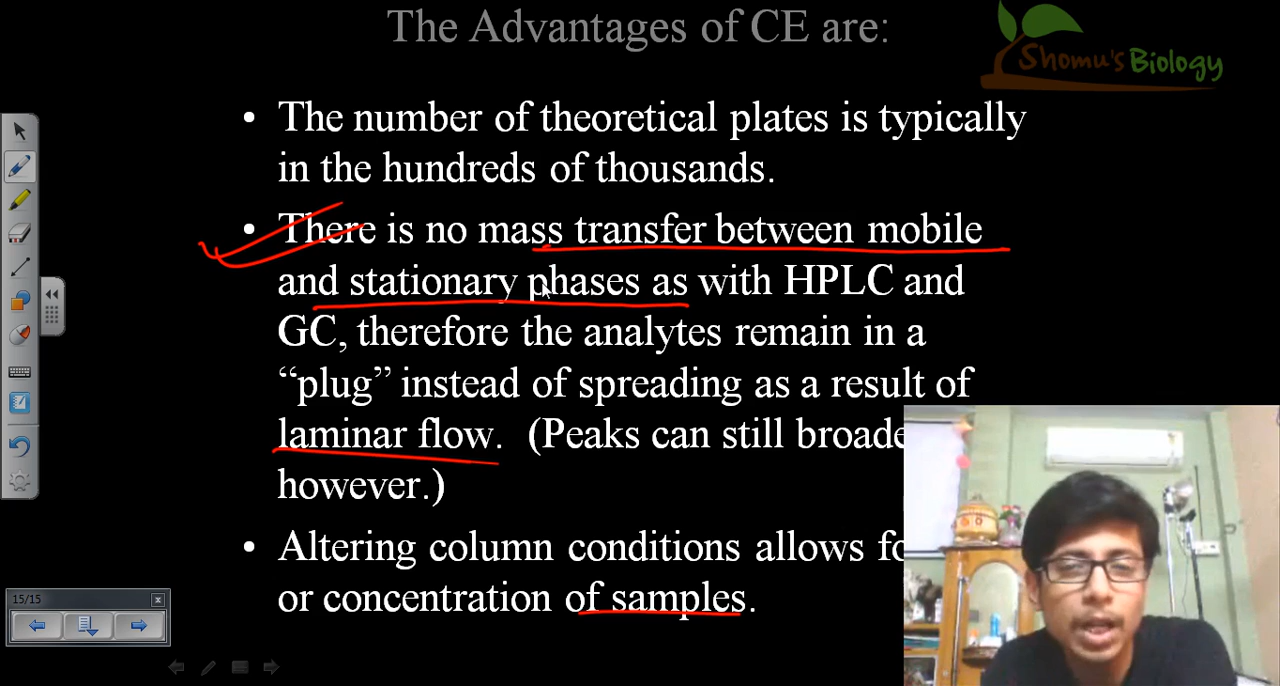 The Advantages of CE are:
Shomu's Biology
• The number of theoretical plates is typically
in the hundreds of thousands.
• There is no mass transfer between mobile
and stationary phases as with HPLC and
GC, therefore the analytes remain in a
“plug” instead of spreading as a result of
laminar flow. (Peaks can still broade
however.)
• Altering column conditions allows fo
or concentration of samples.
15/15